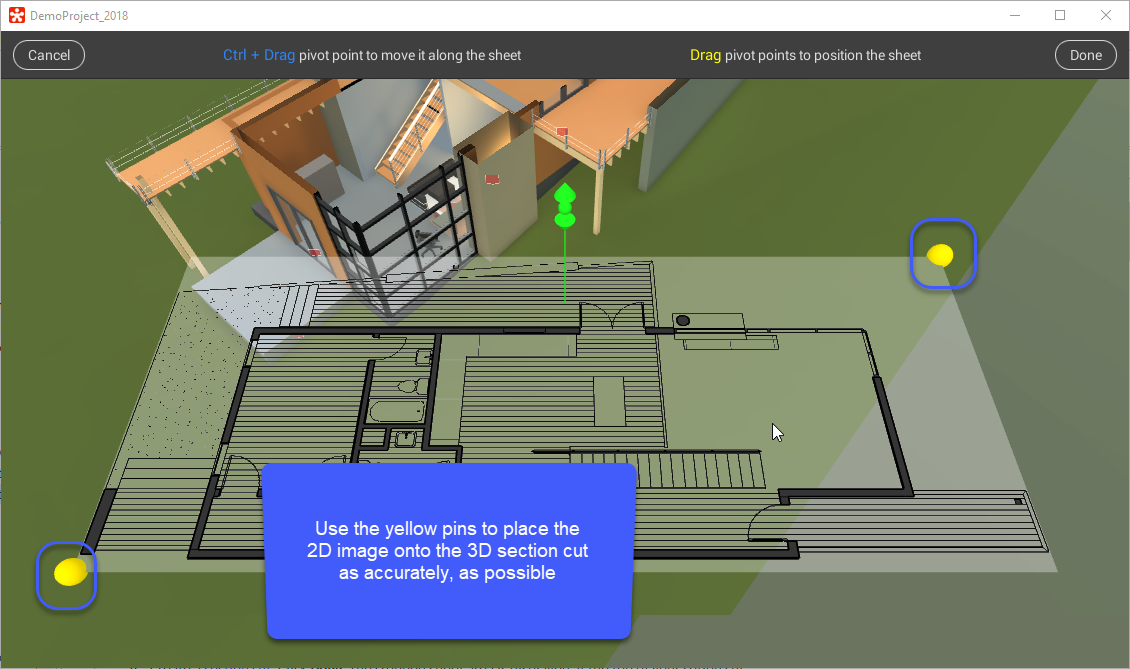 DemoProject_2018
Cancel
Ctrl + Drag pivot point to move it along the sheet
Drag pivot points to position the sheet
Done
Use the yellow pins to place the
2D image onto the 3D section cut
as accurately, as possible